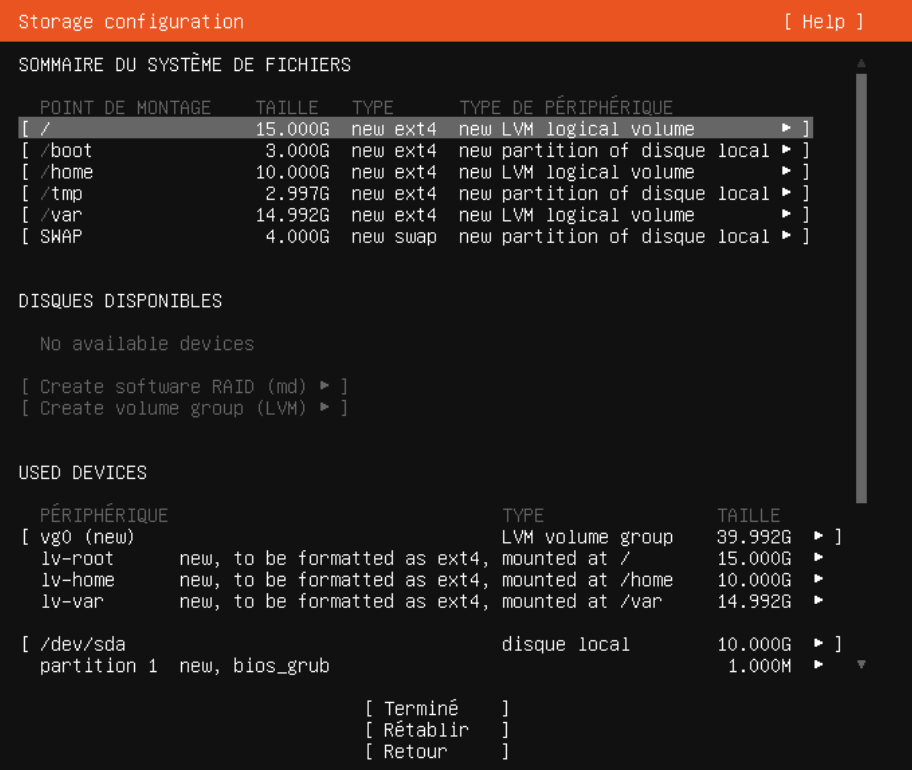 Storage configuration [ Help ]
SOMMAIRE DU SYSTÈME DE FICHIERS
POINT DE MONTAGE TAILLE TYPE TYPE DE PÉRIPHÉRIQUE
[ / 15.000G new ext4 new LVM logical volume ▸ ]
[ /boot 3.000G new ext4 new partition of disque local ▸ ]
[ /home 10.000G new ext4 new LVM logical volume ▸ ]
[ /tmp 2.997G new ext4 new partition of disque local ▸ ]
[ /var 14.992G new ext4 new LVM logical volume ▸ ]
[ SWAP 4.000G new swap new partition of disque local ▸ ]
DISQUES DISPONIBLES
No available devices
[ Create software RAID (md) ▸ ]
[ Create volume group (LVM) ▸ ]
USED DEVICES
PÉRIPHÉRIQUE TYPE TAILLE
[ vg0 (new) LVM volume group 39.992G ▸ ]
lv-root new, to be formatted as ext4, mounted at / 15.000G ▸
lv-home new, to be formatted as ext4, mounted at /home 10.000G ▸
lv-var new, to be formatted as ext4, mounted at /var 14.992G ▸
[ /dev/sda disque local 10.000G ▸ ]
partition 1 new, bios_grub 1.000M ▸
[ Terminé ]
[ Rétablir ]
[ Retour ]